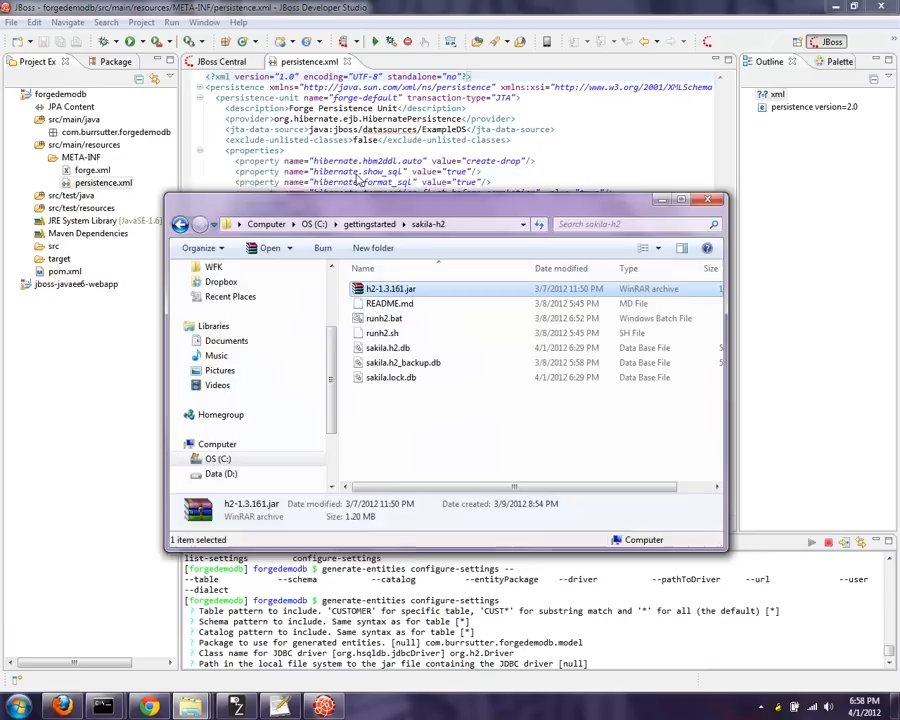 JBoss - forgedemodb/src/main/resources/META-INF/persistence.xml - JBoss Developer Studio
File Edit Navigate Search Project Run Window Help
JBoss
Project Ex Package
JBoss Central persistence.xml
Outline Palette
forgedemodb
JPA Content
src/main/java
com.burrsutter.forgedemodb
src/main/resources
META-INF
forge.xml
persistence.xml
src/test/java
src/test/resources
JRE System Library [JavaSE-1.6]
Maven Dependencies
src
target
pom.xml
jboss-javaee6-webapp
<?xml version="1.0" encoding="UTF-8" standalone="no"?>
<persistence xmlns="http://java.sun.com/xml/ns/persistence" xmlns:xsi="http://www.w3.org/2001/XMLSchema
<persistence-unit name="forge-default" transaction-type="JTA">
<description>Forge Persistence Unit</description>
<provider>org.hibernate.ejb.HibernatePersistence</provider>
<jta-data-source>java:jboss/datasources/ExampleDS</jta-data-source>
<exclude-unlisted-classes>false</exclude-unlisted-classes>
<properties>
<property name="hibernate.hbm2ddl.auto" value="create-drop"/>
<property name="hibernate.show_sql" value="true"/>
<property name="hibernate.format_sql" value="true"/>
xml
persistence version=2.0
Computer OS (C:) gettingstarted sakila-h2
Search sakila-h2
Organize Open Burn New folder
WFK
Dropbox
Recent Places
Libraries
Documents
Music
Pictures
Videos
Homegroup
Computer
OS (C:)
Data (D:)
Name Date modified Type Size
h2-1.3.161.jar 3/7/2012 11:50 PM WinRAR archive 1
README.md 3/8/2012 5:45 PM MD File
runh2.bat 3/8/2012 6:52 PM Windows Batch File
runh2.sh 3/8/2012 5:45 PM SH File
sakila.h2.db 4/1/2012 6:29 PM Data Base File 5
sakila.h2_backup.db 3/8/2012 5:58 PM Data Base File 5
sakila.lock.db 4/1/2012 6:29 PM Data Base File
h2-1.3.161.jar Date modified: 3/7/2012 11:50 PM Date created: 3/9/2012 8:54 PM
WinRAR archive Size: 1.20 MB
1 item selected Computer
list-settings configure-settings
[forgedemodb] forgedemodb $ generate-entities configure-settings --
--table --schema --catalog --entityPackage --driver --pathToDriver --url --user
--dialect
[forgedemodb] forgedemodb $ generate-entities configure-settings
? Table pattern to include. 'CUSTOMER' for specific table, 'CUST*' for substring match and '*' for all (the default) [*]
? Schema pattern to include. Same syntax as for table [*]
? Catalog pattern to include. Same syntax as for table [*]
? Package to use for generated entities. [null] com.burrsutter.forgedemodb.model
? Class name for JDBC driver [org.hsqldb.jdbcDriver] org.h2.Driver
? Path in the local file system to the jar file containing the JDBC driver [null]
6:58 PM
4/1/2012